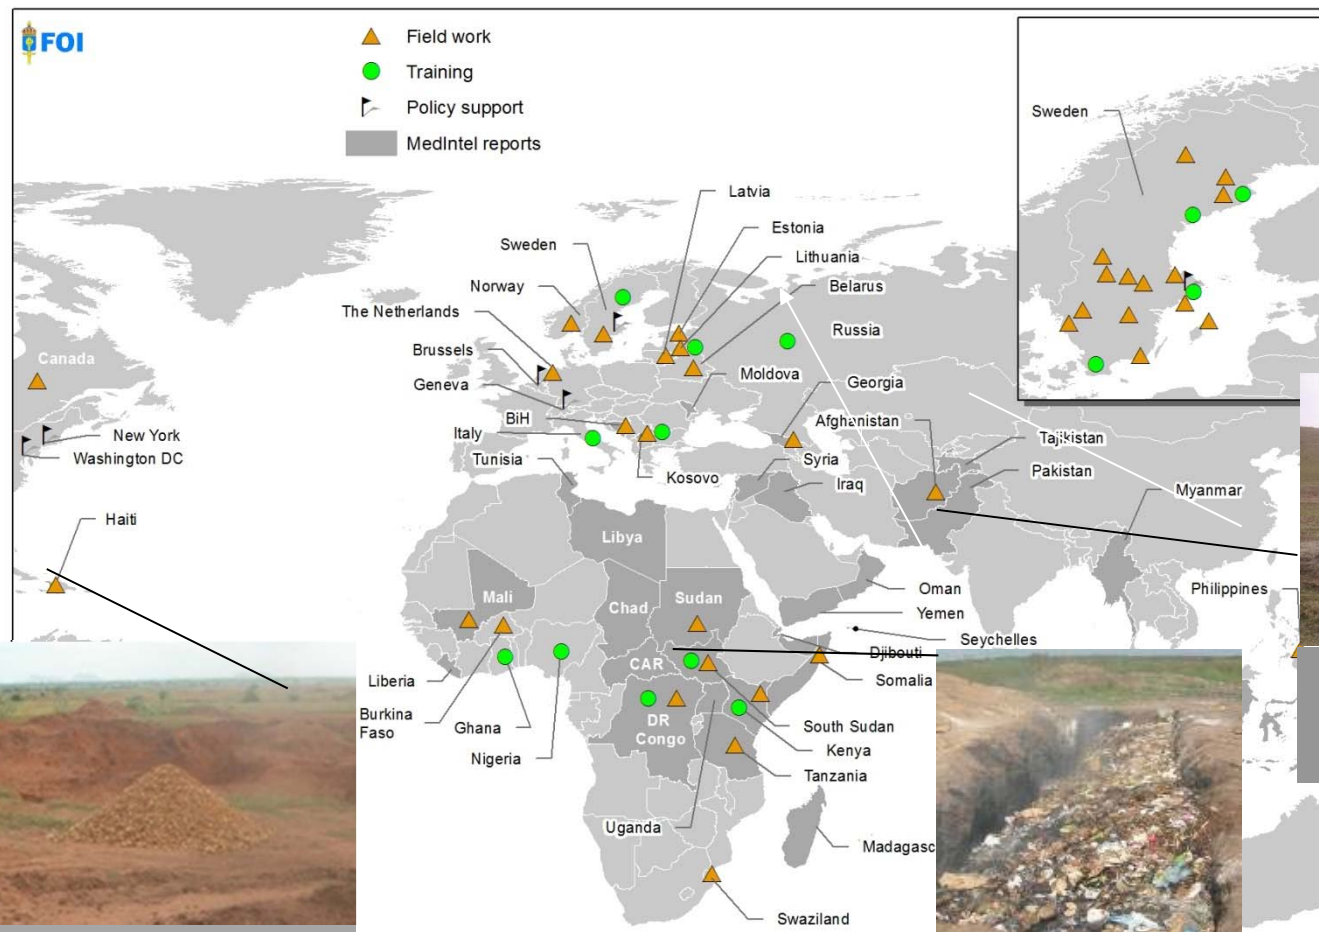 FOI
Field work
Training
Policy support
MedIntel reports
Sweden
Latvia
Estonia
Sweden
Lithuania
Norway
Belarus
The Netherlands
Russia
Brussels
Canada
Moldova
Geneva
Georgia
BiH
Afghanistan
New York
Italy
Tajikistan
Washington DC
Tunisia
Syria
Pakistan
Kosovo
Iraq
Myanmar
Haiti
Libya
Oman
Philippines
Mali
Chad
Sudan
Yemen
Seychelles
Djibouti
CAR
Liberia
Somalia
Burkina
Faso
Ghana
DR
Congo
South Sudan
Nigeria
Kenya
Tanzania
Uganda
Madagasc
Swaziland